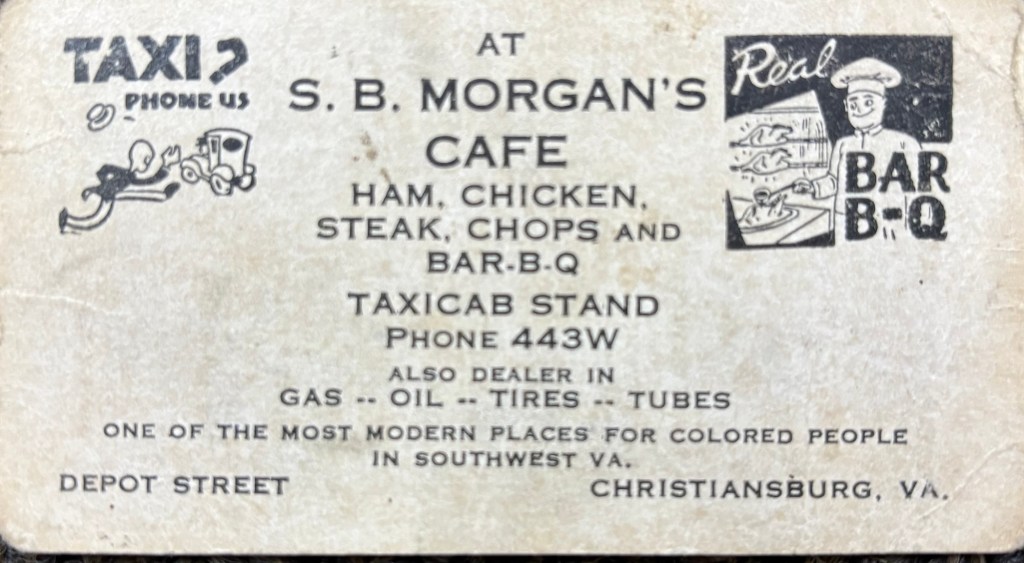 TAXI?
PHONE US
AT
S. B. MORGAN'S
CAFE
HAM, CHICKEN,
STEAK, CHOPS AND
BAR-B-Q
TAXICAB STAND
PHONE 443W
ALSO DEALER IN
GAS -- OIL -- TIRES -- TUBES
ONE OF THE MOST MODERN PLACES FOR COLORED PEOPLE
IN SOUTHWEST VA.
DEPOT STREET
CHRISTIANSBURG, VA.
Real
BAR
B-Q